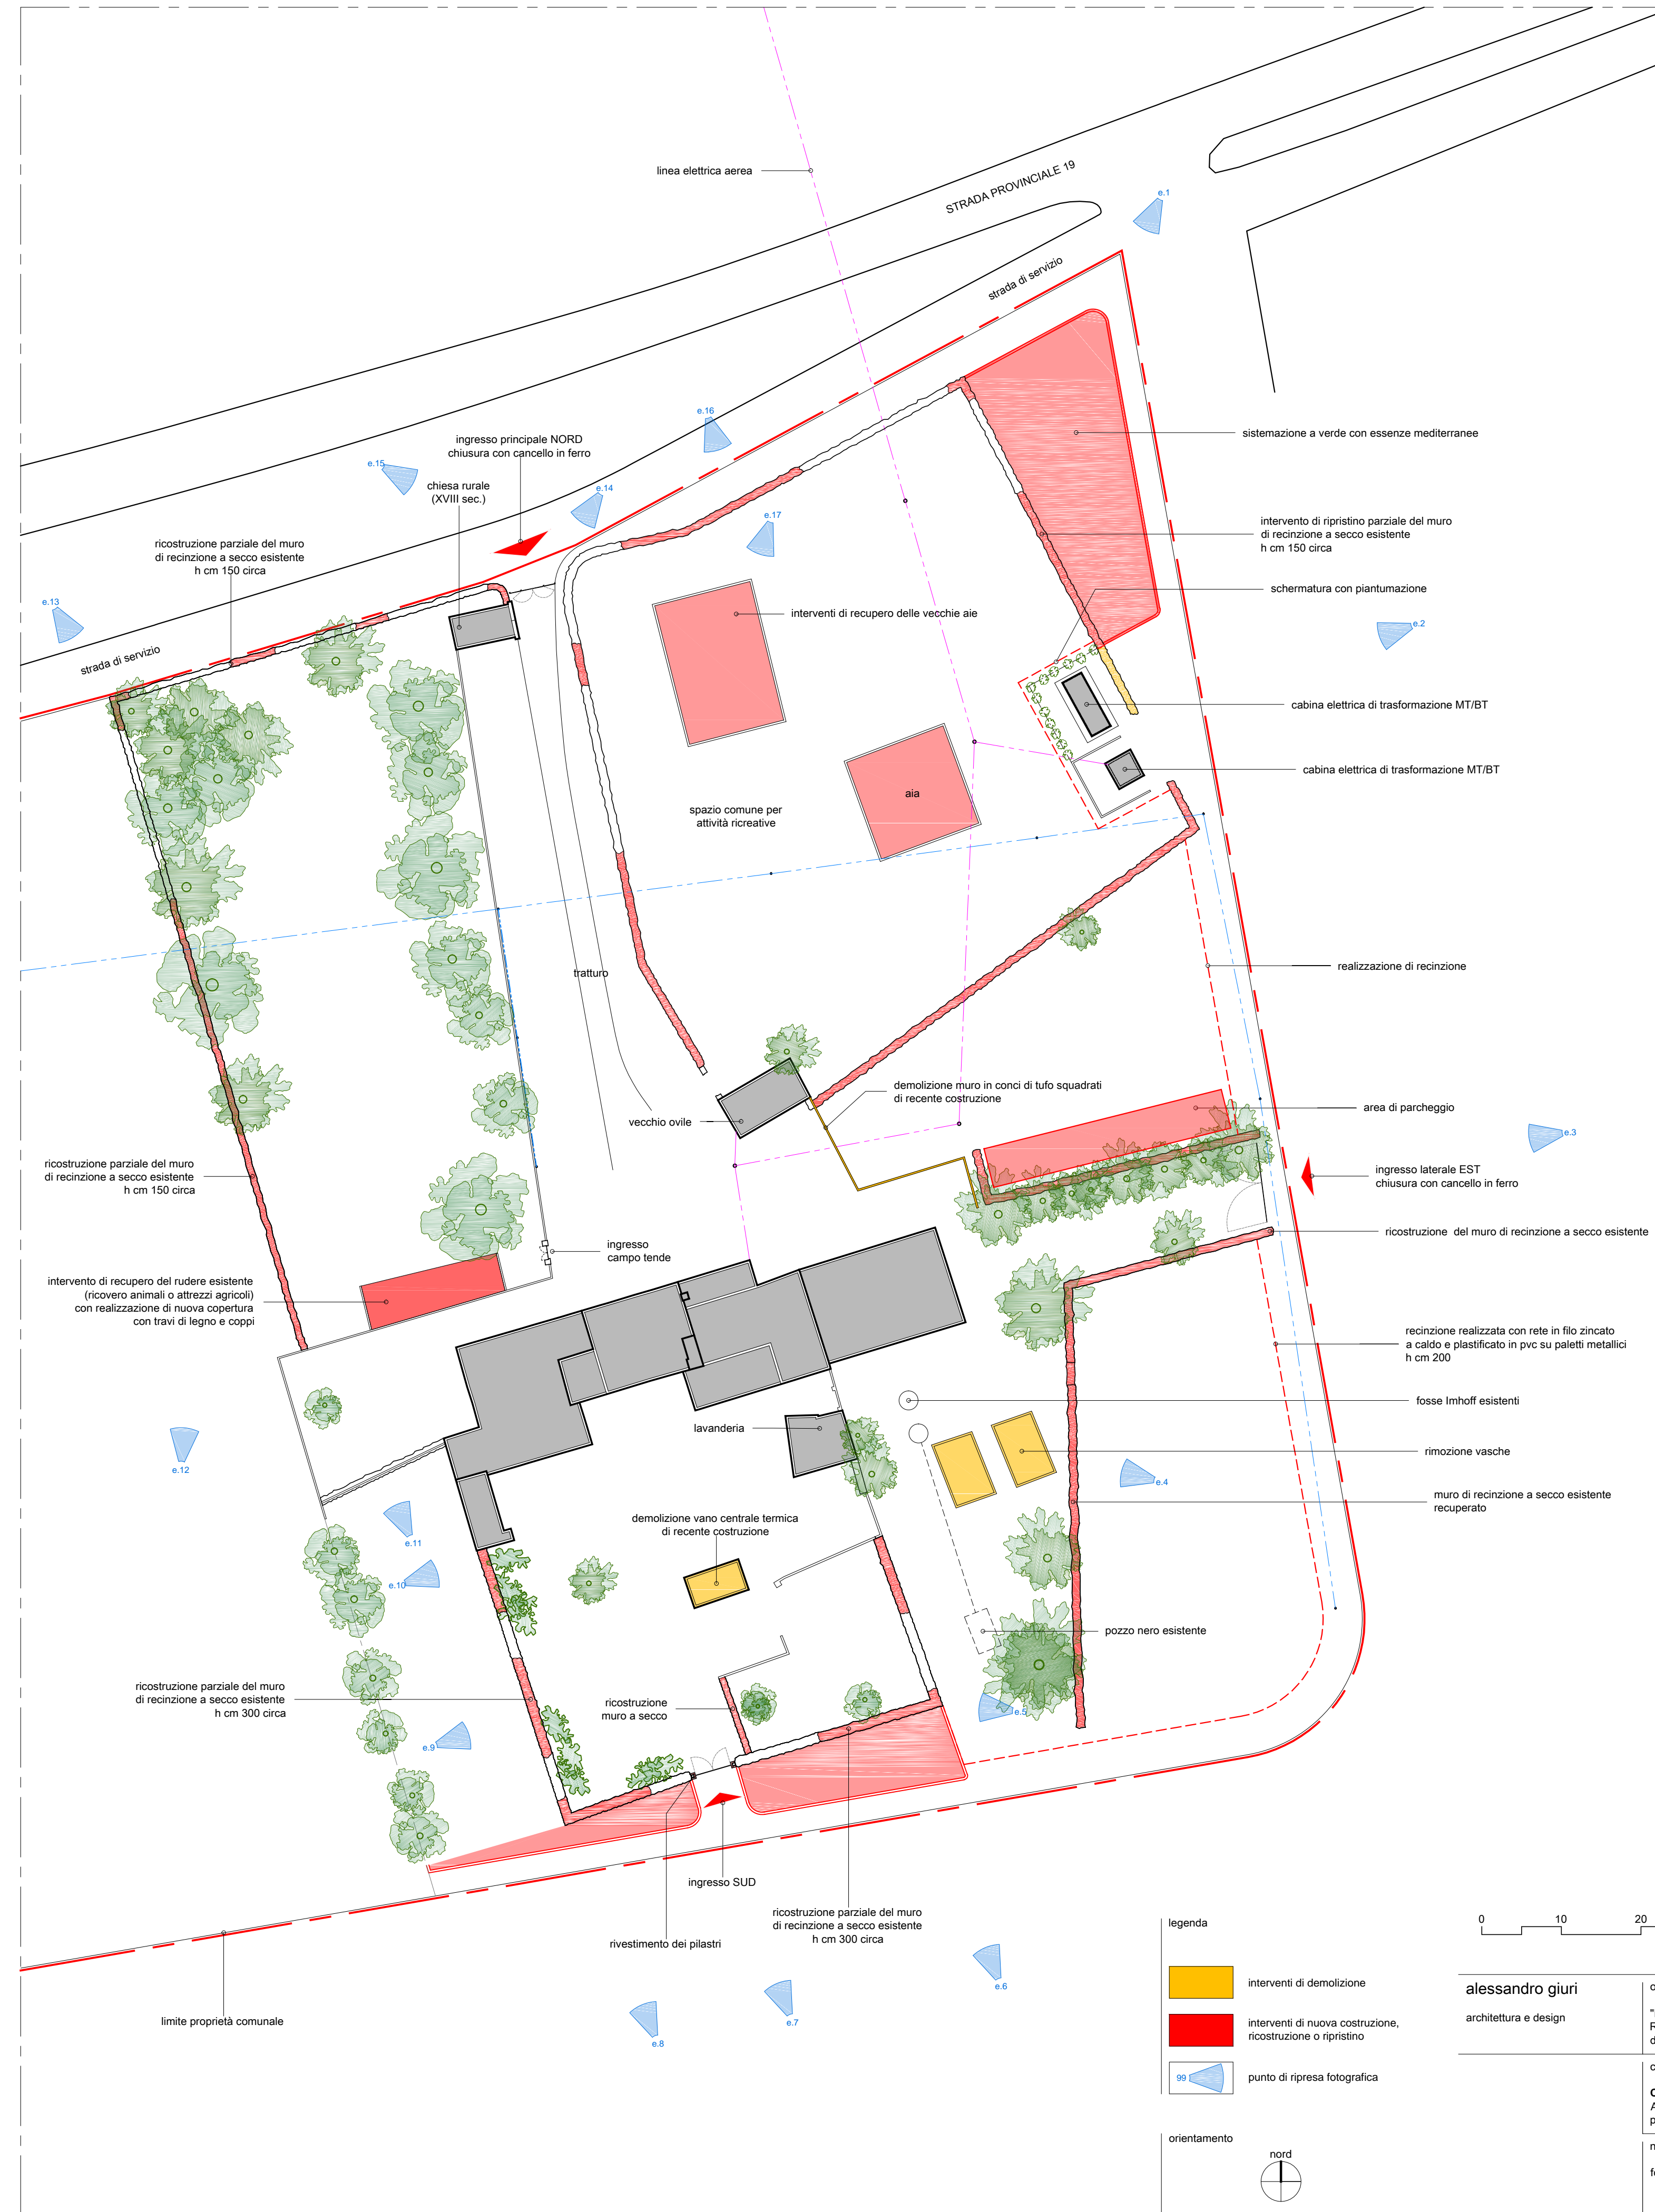 linea elettrica aerea
STRADA PROVINCIALE 19
e.1
strada di servizio
e.16
ingresso principale NORD
chiusura con cancello in ferro
sistemazione a verde con essenze mediterranee
e.15
chiesa rurale
(XVIII sec.)
e.14
e.17
intervento di ripristino parziale del muro
di recinzione a secco esistente
h cm 150 circa
ricostruzione parziale del muro
di recinzione a secco esistente
h cm 150 circa
schermatura con piantumazione
e.13
interventi di recupero delle vecchie aie
e.2
strada di servizio
cabina elettrica di trasformazione MT/BT
cabina elettrica di trasformazione MT/BT
aia
spazio comune per
attività ricreative
tratturo
realizzazione di recinzione
demolizione muro in conci di tufo squadrati
di recente costruzione
area di parcheggio
vecchio ovile
e.3
ricostruzione parziale del muro
di recinzione a secco esistente
h cm 150 circa
ingresso laterale EST
chiusura con cancello in ferro
ricostruzione del muro di recinzione a secco esistente
ingresso
campo tende
intervento di recupero del rudere esistente
(ricovero animali o attrezzi agricoli)
con realizzazione di nuova copertura
con travi di legno e coppi
recinzione realizzata con rete in filo zincato
a caldo e plastificato in pvc su paletti metallici
h cm 200
fosse Imhoff esistenti
lavanderia
rimozione vasche
e.12
e.4
muro di recinzione a secco esistente
recuperato
demolizione vano centrale termica
di recente costruzione
e.11
e.10
pozzo nero esistente
ricostruzione parziale del muro
di recinzione a secco esistente
h cm 300 circa
ricostruzione
muro a secco
e.5
e.9
ingresso SUD
ricostruzione parziale del muro
di recinzione a secco esistente
h cm 300 circa
rivestimento dei pilastri
limite proprietà comunale
e.6
e.7
e.8
legenda
interventi di demolizione
interventi di nuova costruzione,
ricostruzione o ripristino
99
punto di ripresa fotografica
orientamento
nord
0 10 20
alessandro giuri
architettura e design